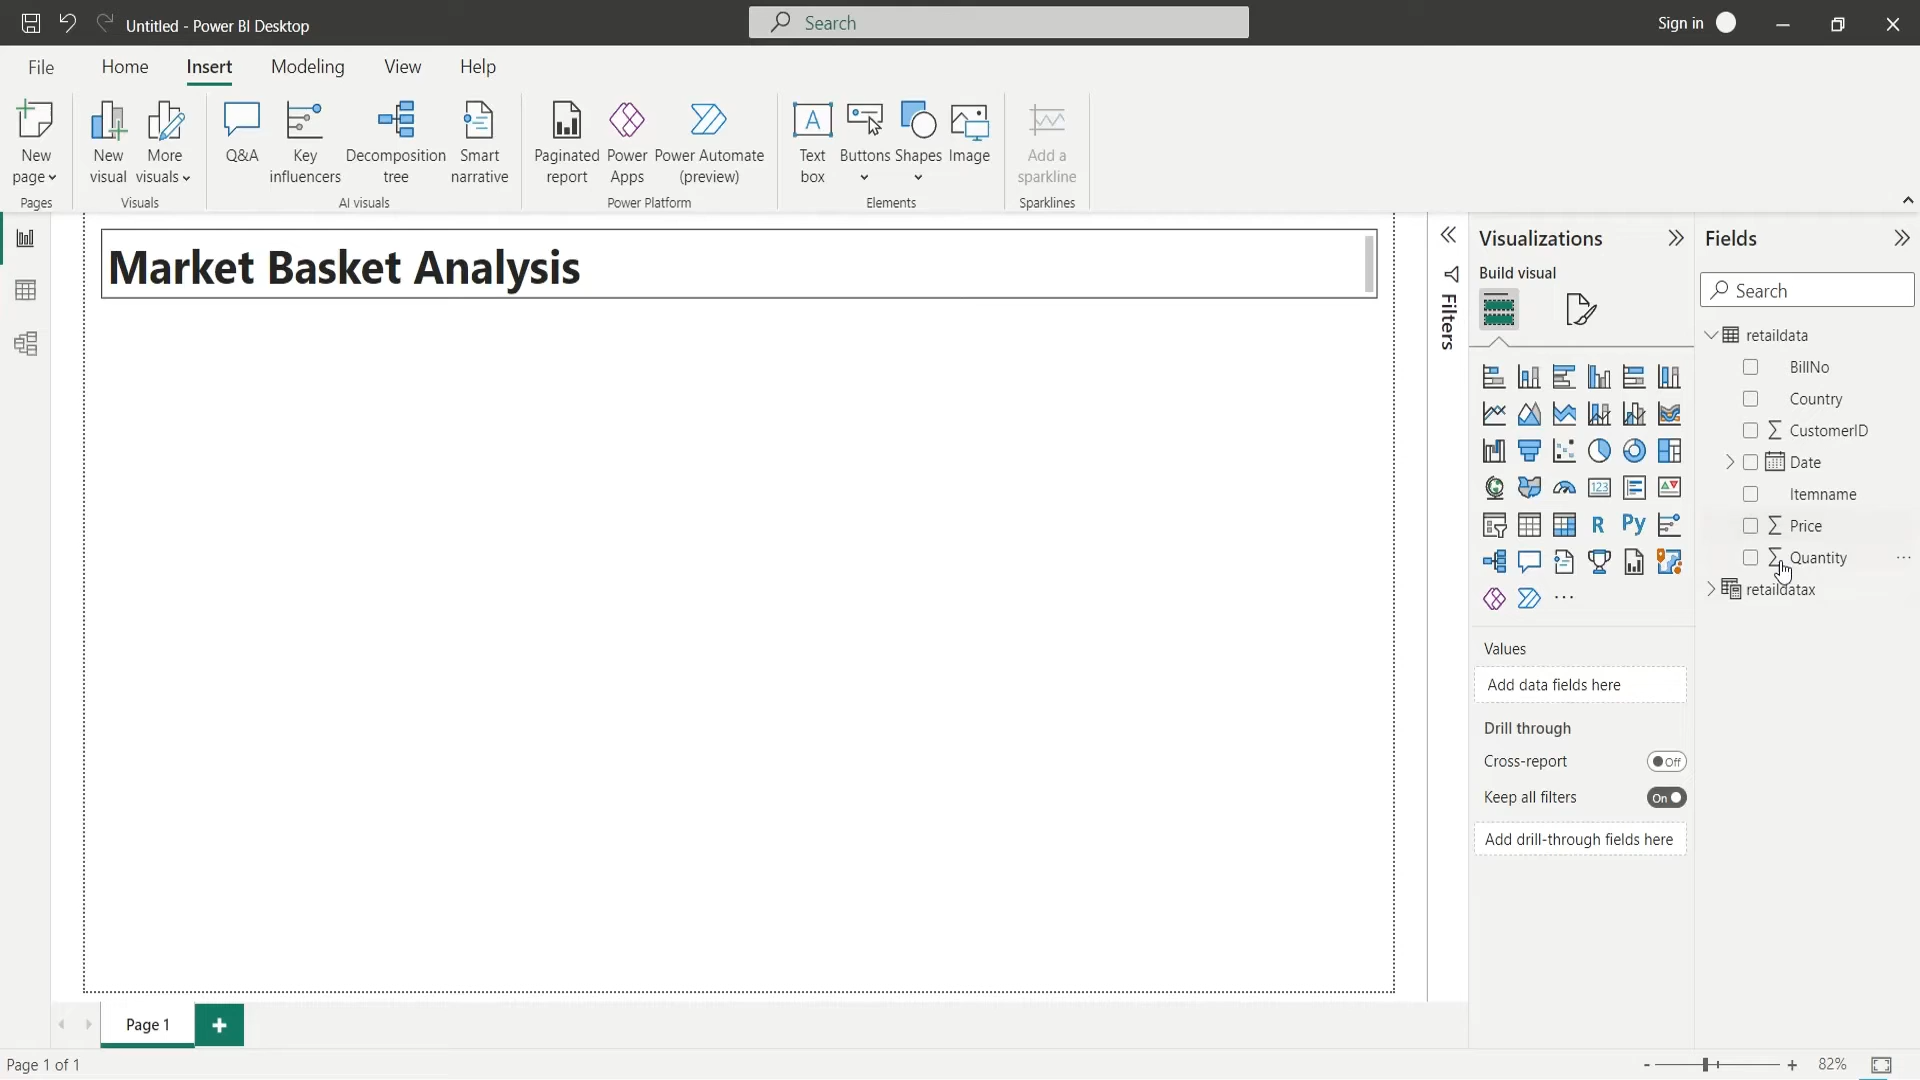 Untitled - Power BI Desktop
Search
Sign in
File Home Insert Modeling View Help
New page
New visual
More visuals
Q&A
Key influencers
Decomposition tree
Smart narrative
Paginated report
Power Apps
Power Automate (preview)
Text box
Buttons
Shapes
Image
Add a sparkline
Pages
Visuals
AI visuals
Power Platform
Elements
Sparklines
Market Basket Analysis
Filters
Visualizations
Build visual
123
R
Py
Values
Add data fields here
Drill through
Cross-report
Off
Keep all filters
On
Add drill-through fields here
Fields
Search
retaildata
BillNo
Country
∑ CustomerID
Date
Itemname
∑ Price
∑ Quantity
retaildatax
Page 1
Page 1 of 1
- + 82%